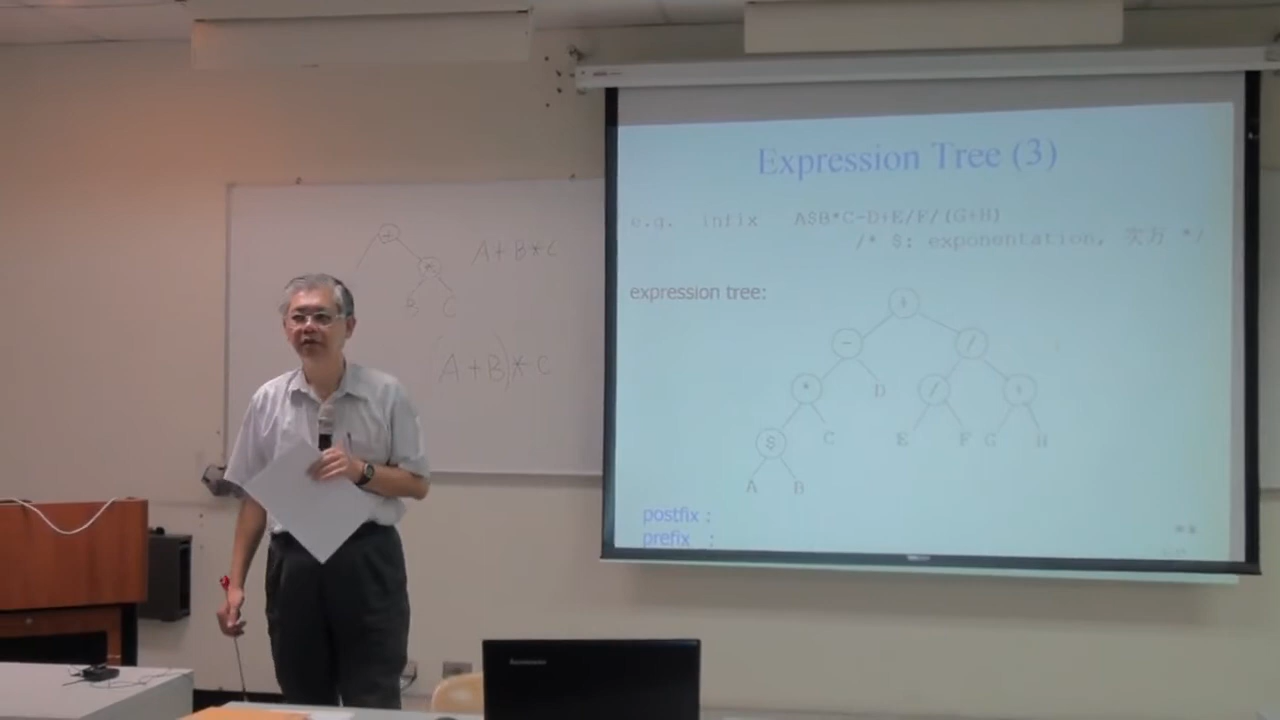 Expression Tree (3)
e.g. infix A$B*C-D+E/F/(G+H)
/* $: exponentation, 次方 */
expression tree:
+
- /
* D / +
$ C E F G H
A B
postfix :
prefix :
+
*
B C
A + B * C
(A + B) * C